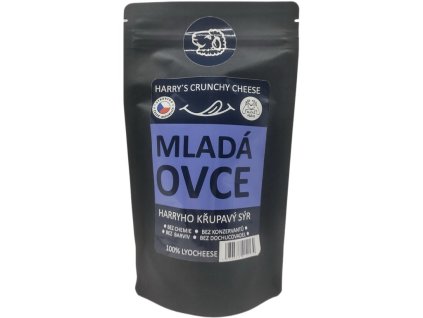 HARRY'S CRUNCHY CHEESE
MLADÁ
OVCE
HARRYHO KŘUPAVÝ SÝR
•BEZ CHEMIE • BEZ KONZERVANTŮ
• BEZ BARVIV • BEZ DOCHUCOVADEL
100% LYOCHEESE